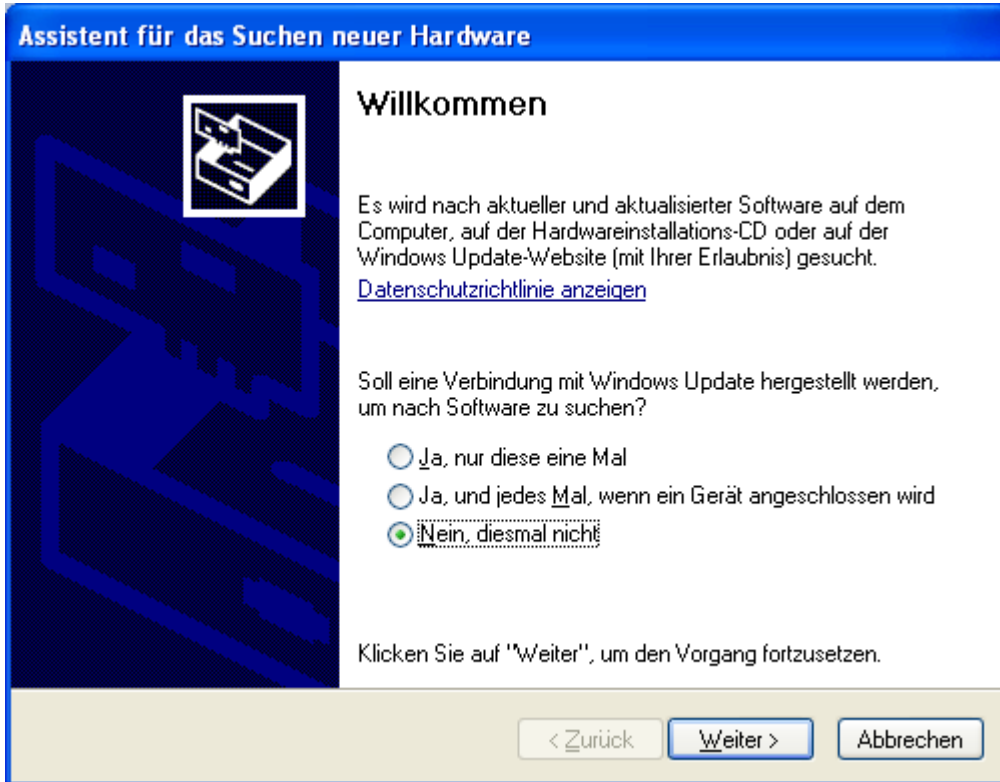 Assistent für das Suchen neuer Hardware
Willkommen
Es wird nach aktueller und aktualisierter Software auf dem
Computer, auf der Hardwareinstallations-CD oder auf der
Windows Update-Website (mit Ihrer Erlaubnis) gesucht.
Datenschutzrichtlinie anzeigen
Soll eine Verbindung mit Windows Update hergestellt werden,
um nach Software zu suchen?
Ja, nur diese eine Mal
Ja, und jedes Mal, wenn ein Gerät angeschlossen wird
Nein, diesmal nicht
Klicken Sie auf "Weiter", um den Vorgang fortzusetzen.
< Zurück Weiter > Abbrechen